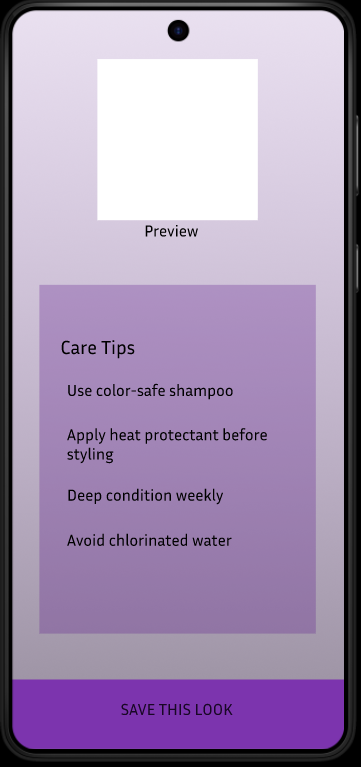 Preview
Care Tips
Use color-safe shampoo
Apply heat protectant before
styling
Deep condition weekly
Avoid chlorinated water
SAVE THIS LOOK